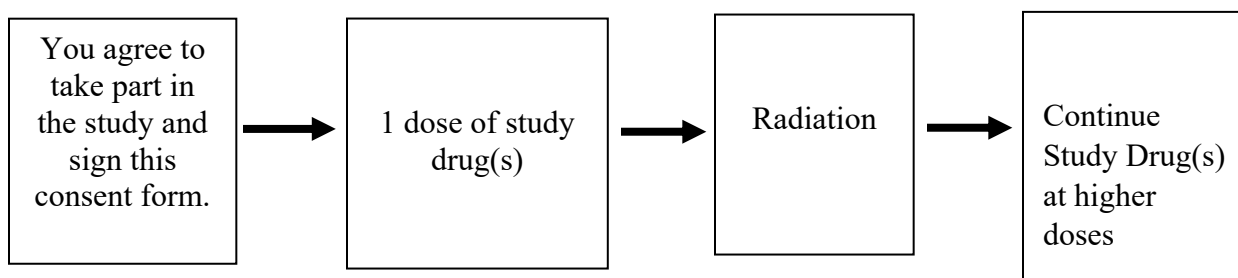 You agree to
take part in
the study and
sign this
consent form.
1 dose of study
drug(s)
Radiation
Continue
Study Drug(s)
at higher
doses